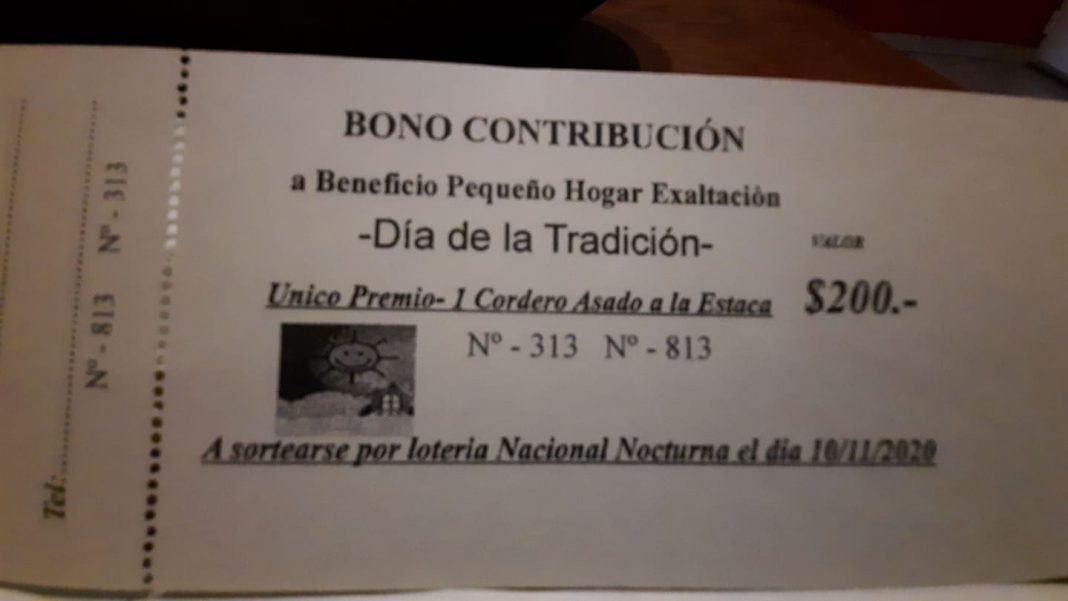 BONO CONTRIBUCIÓN
a Beneficio Pequeño Hogar Exaltación
-Día de la Tradición-
VALOR
Unico Premio- 1 Cordero Asado a la Estaca
$200.-
Nº - 313 Nº - 813
A sortearse por loteria Nacional Nocturna el dia 10/11/2020
Tel:
Nº - 813 Nº - 313